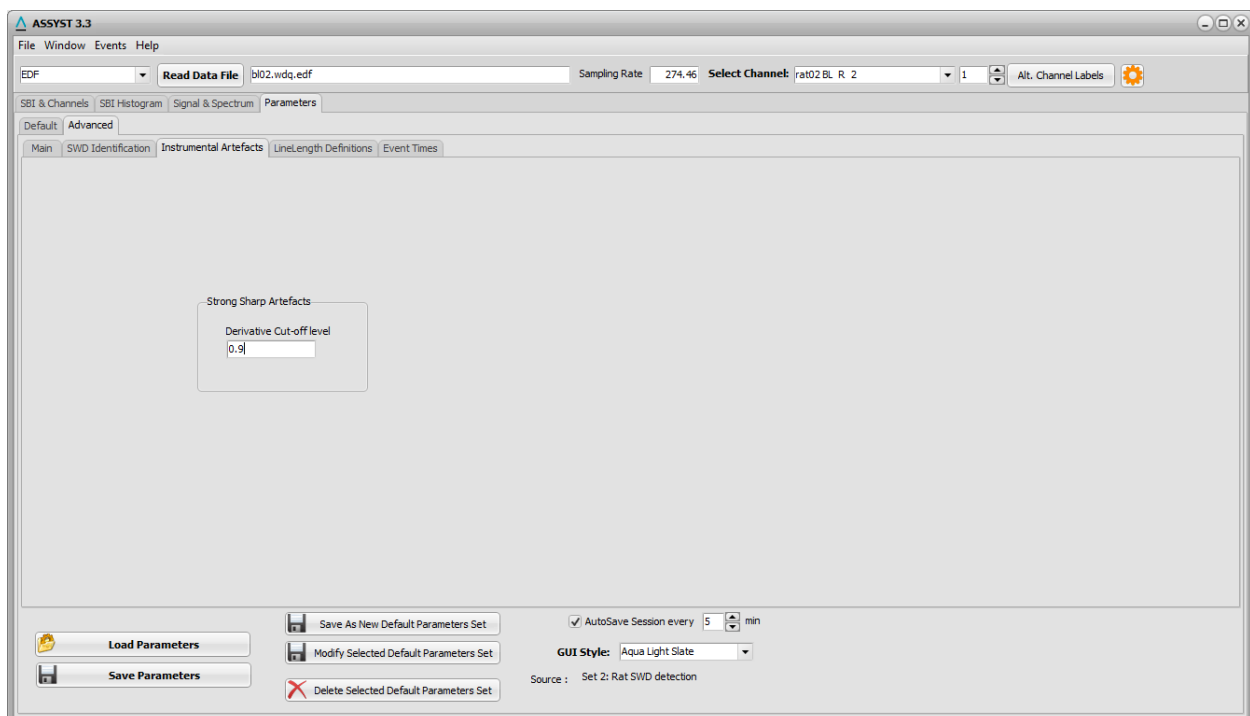 ASSYST 3.3
File Window Events Help
EDF Read Data File bl02.wdq.edf Sampling Rate 274.46 Select Channel: rat02 BL R 2 1 Alt. Channel Labels
SBI & Channels SBI Histogram Signal & Spectrum Parameters
Default Advanced
Main SWD Identification Instrumental Artefacts LineLength Definitions Event Times
Strong Sharp Artefacts
Derivative Cut-off level
0.9
Save As New Default Parameters Set AutoSave Session every 5 min
Load Parameters Modify Selected Default Parameters Set GUI Style: Aqua Light Slate
Save Parameters Delete Selected Default Parameters Set Source : Set 2: Rat SWD detection